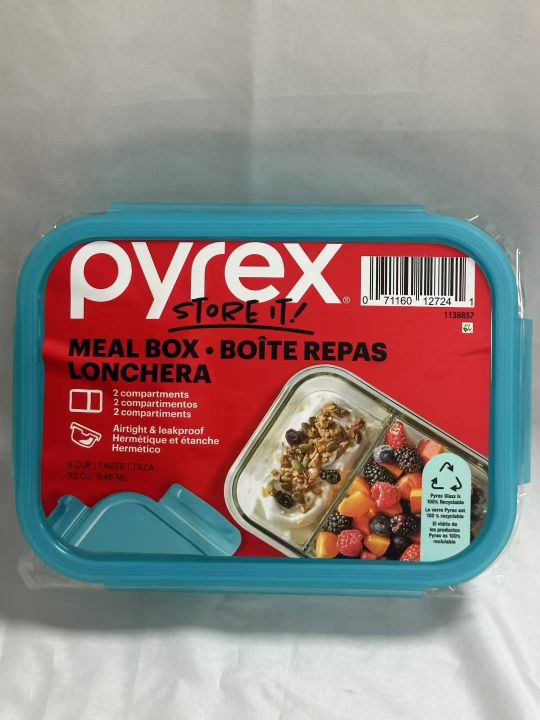 pyrex®
STORE IT!
0 71160 12724 1
1138857
MEAL BOX • BOÎTE REPAS
LONCHERA
2 compartments
2 compartimentos
2 compartiments
Airtight & leakproof
Hermétique et étanche
Hermético
4 CUP | TASSE | TAZA
32 OZ. 946 ML
Pyrex Glass is
100% Recyclable
Le verre Pyrex est
100 % recyclable
El vidrio de
los productos
Pyrex es 100%
reciclable